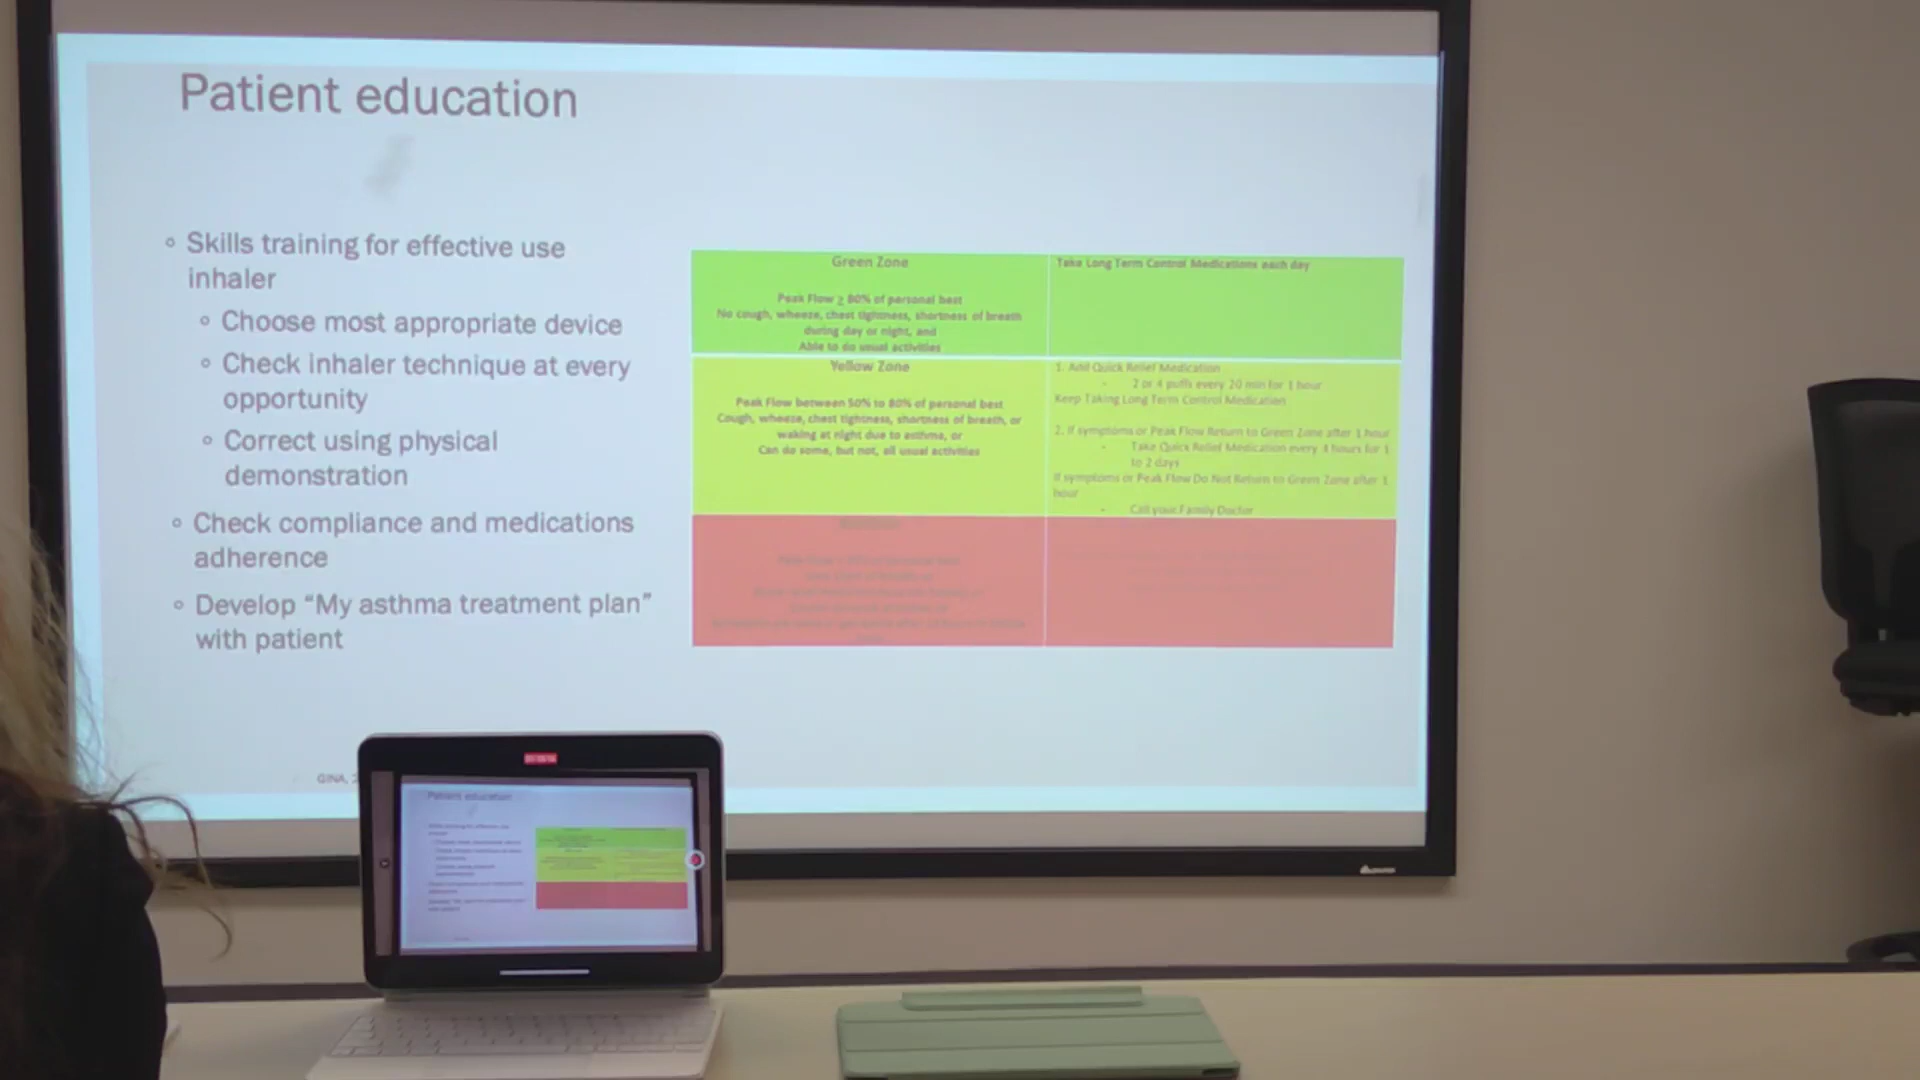 Patient education
Skills training for effective use
inhaler
Choose most appropriate device
Check inhaler technique at every
opportunity
Correct using physical
demonstration
Check compliance and medications
adherence
Develop “My asthma treatment plan”
with patient
GINA,
Green Zone
Peak Flow ≥ 80% of personal best
No cough, wheeze, chest tightness, shortness of breath
during day or night, and
Able to do usual activities
Take Long Term Control Medications each day
Yellow Zone
Peak Flow between 50% to 80% of personal best
Cough, wheeze, chest tightness, shortness of breath, or
waking at night due to asthma, or
Can do some, but not, all usual activities
1. Add Quick Relief Medication
- 2 or 4 puffs every 20 min for 1 hour
Keep Taking Long Term Control Medication
2. If symptoms or Peak Flow Return to Green Zone after 1 hour
- Take Quick Relief Medication every 4 hours for 1
to 2 days
If symptoms or Peak Flow Do Not Return to Green Zone after 1
hour
- Call your Family Doctor
Patient education